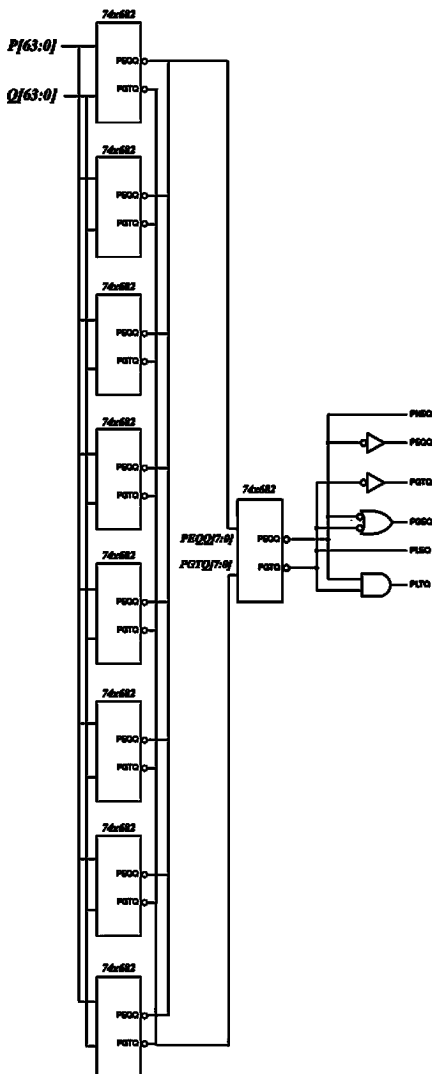 74x682
P[63:0]
PEQQ
Q[63:0]
PGTQ
74x682
PEQQ
PGTQ
74x682
PEQQ
PGTQ
74x682
PEQQ
PGTQ
74x682
PEQQ
PGTQ
74x682
PEQQ
PGTQ
74x682
PEQQ
PGTQ
74x682
PEQQ
PGTQ
74x682
PEQQ[7:0]
PEQQ
PGTQ[7:0]
PGTQ
PNEQ
PEQQ
PGTQ
PGEQ
PLEQ
PLTQ